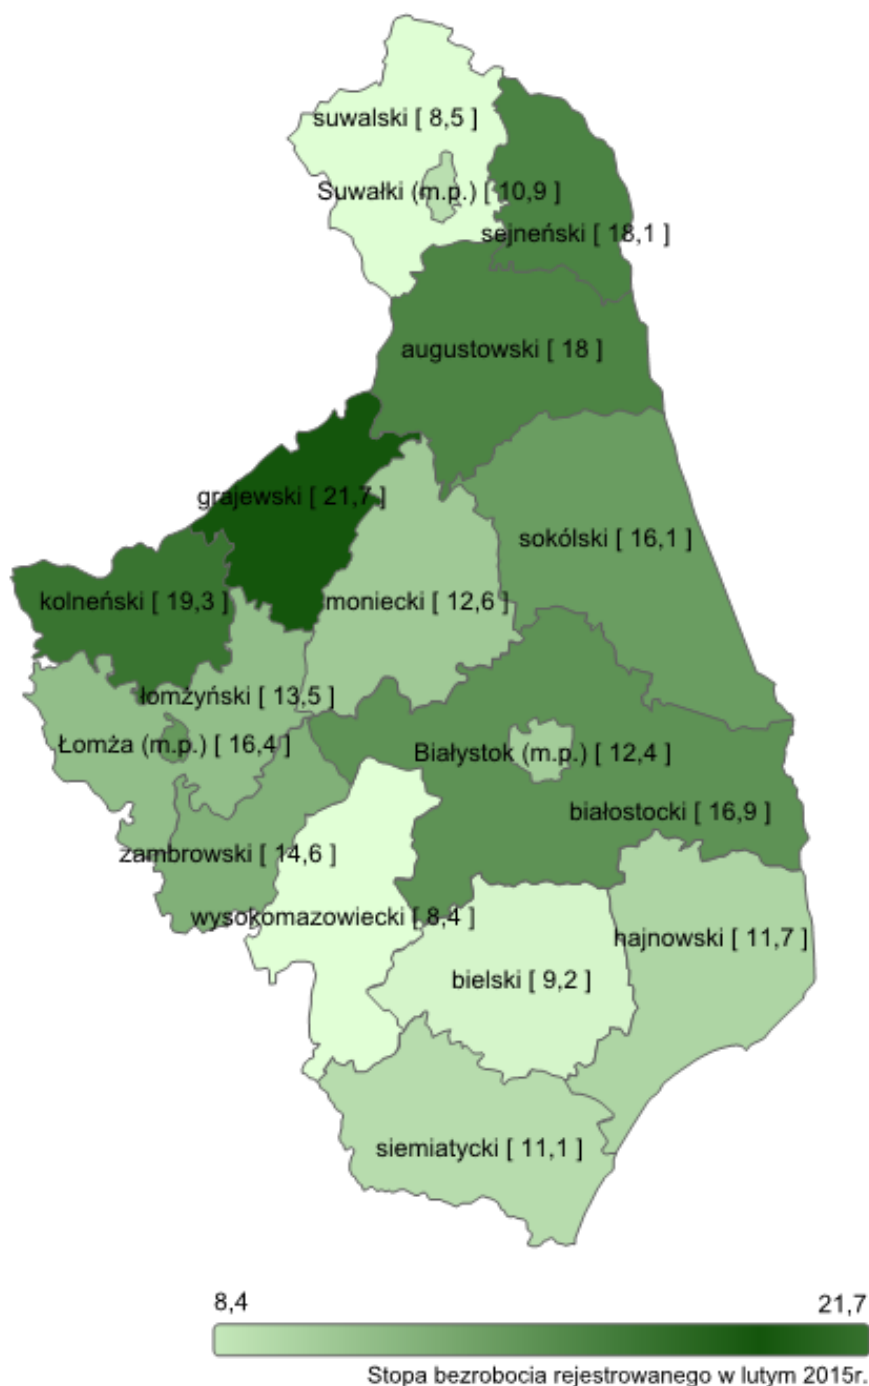 suwalski [ 8,5 ]
Suwałki (m.p.) [ 10,9 ]
sejneński [ 18,1 ]
augustowski [ 18 ]
grajewski [ 21,7 ]
sokólski [ 16,1 ]
kolneński [ 19,3 ]
moniecki [ 12,6 ]
łomżyński [ 13,5 ]
Łomża (m.p.) [ 16,4 ]
Białystok (m.p.) [ 12,4 ]
białostocki [ 16,9 ]
zambrowski [ 14,6 ]
wysokomazowiecki [ 8,4 ]
hajnowski [ 11,7 ]
bielski [ 9,2 ]
siemiatycki [ 11,1 ]
8,4
21,7
Stopa bezrobocia rejestrowanego w lutym 2015r.